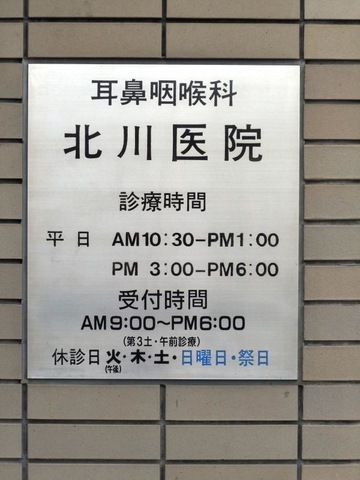 耳鼻咽喉科
北川医院
診療時間
平日 AM10:30-PM1:00
PM 3:00-PM6:00
受付時間
AM9:00〜PM6:00
(第3土・午前診療)
休診日 火・木・土・日曜日・祭日
(午後)